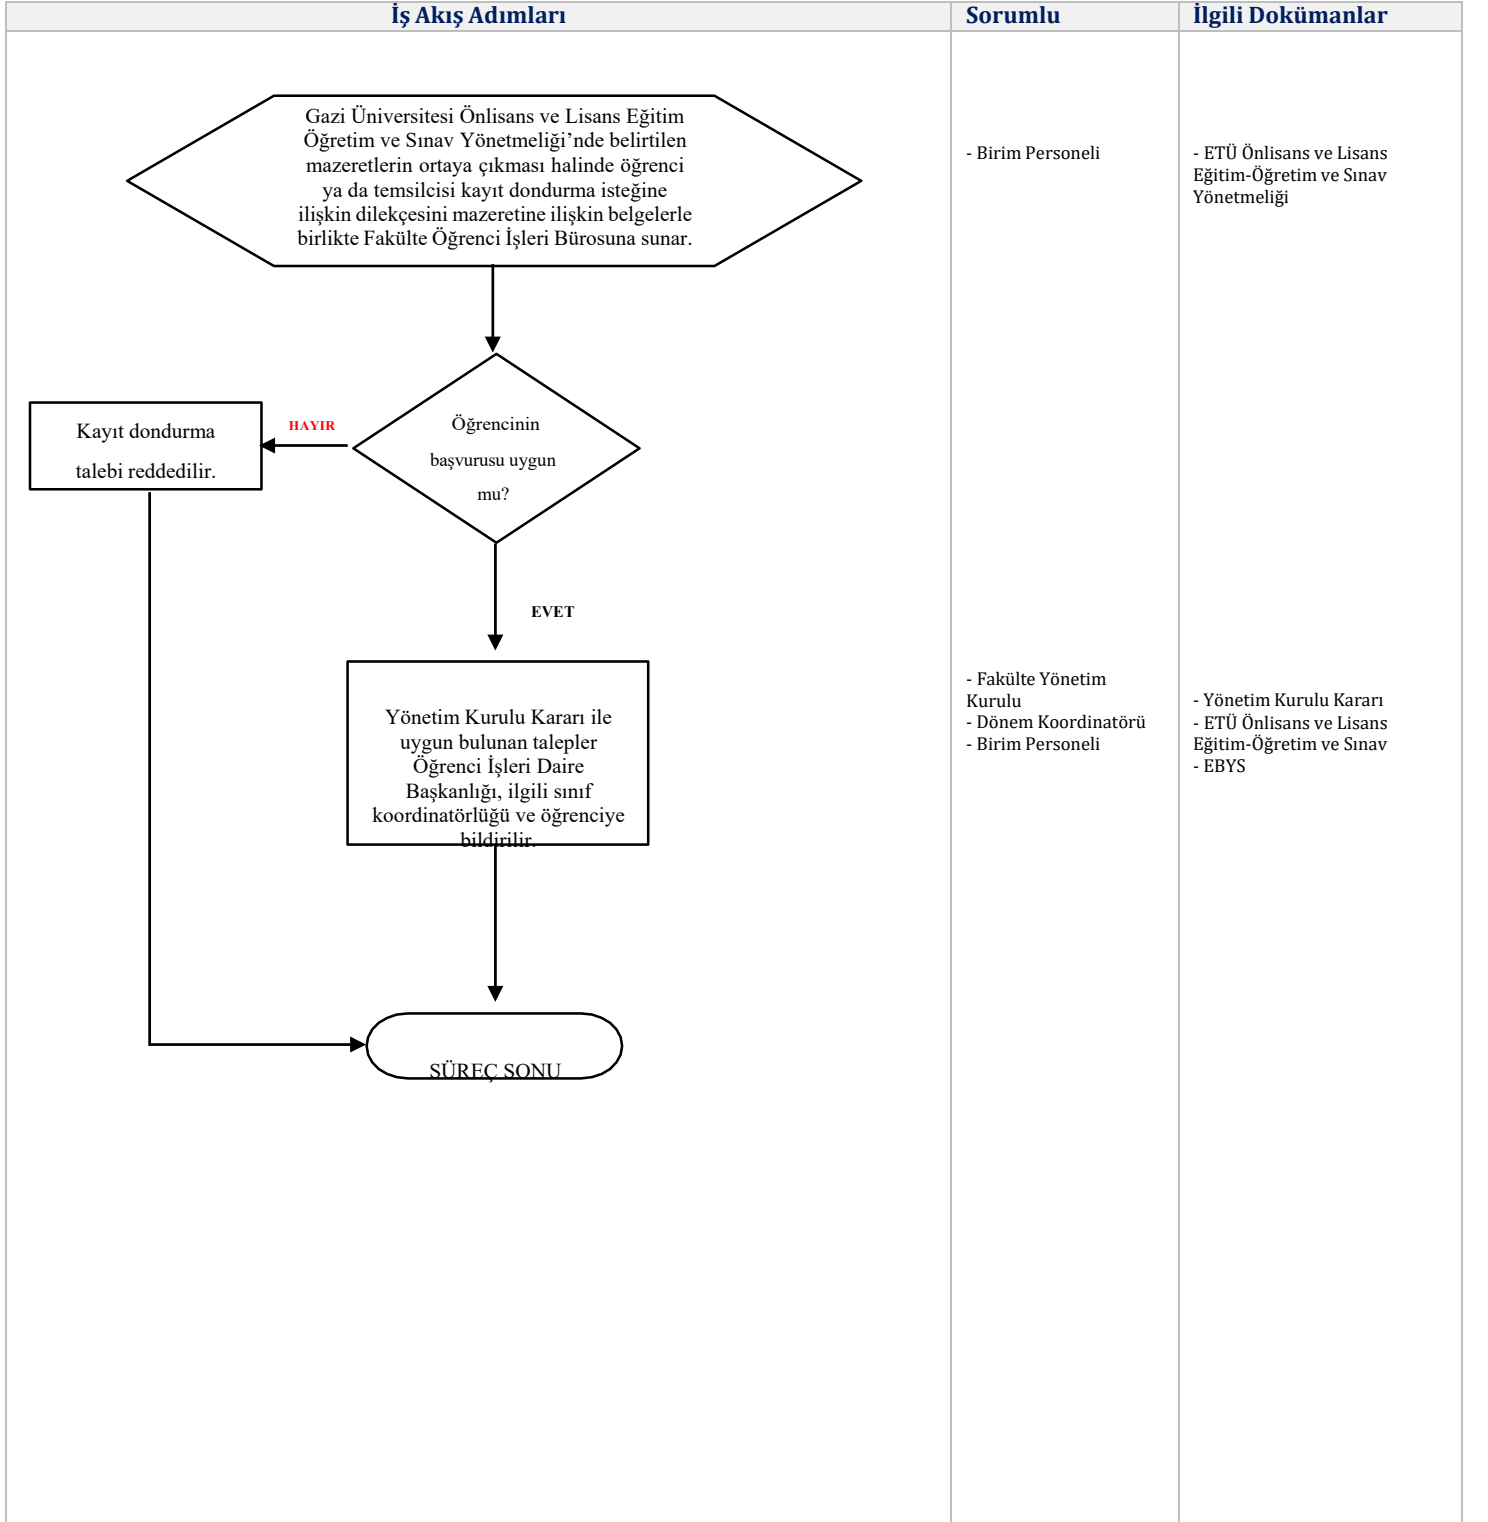 İş Akış Adımları
Sorumlu
İlgili Dokümanlar
Gazi Üniversitesi Önlisans ve Lisans Eğitim
Öğretim ve Sınav Yönetmeliği’nde belirtilen
mazeretlerin ortaya çıkması halinde öğrenci
ya da temsilcisi kayıt dondurma isteğine
ilişkin dilekçesini mazeretine ilişkin belgelerle
birlikte Fakülte Öğrenci İşleri Bürosuna sunar.
- Birim Personeli
- ETÜ Önlisans ve Lisans
Eğitim-Öğretim ve Sınav
Yönetmeliği
Öğrencinin
başvurusu uygun
mu?
HAYIR
Kayıt dondurma
talebi reddedilir.
EVET
Yönetim Kurulu Kararı ile
uygun bulunan talepler
Öğrenci İşleri Daire
Başkanlığı, ilgili sınıf
koordinatörlüğü ve öğrenciye
bildirilir.
- Fakülte Yönetim
Kurulu
- Dönem Koordinatörü
- Birim Personeli
- Yönetim Kurulu Kararı
- ETÜ Önlisans ve Lisans
Eğitim-Öğretim ve Sınav
- EBYS
SÜREÇ SONU